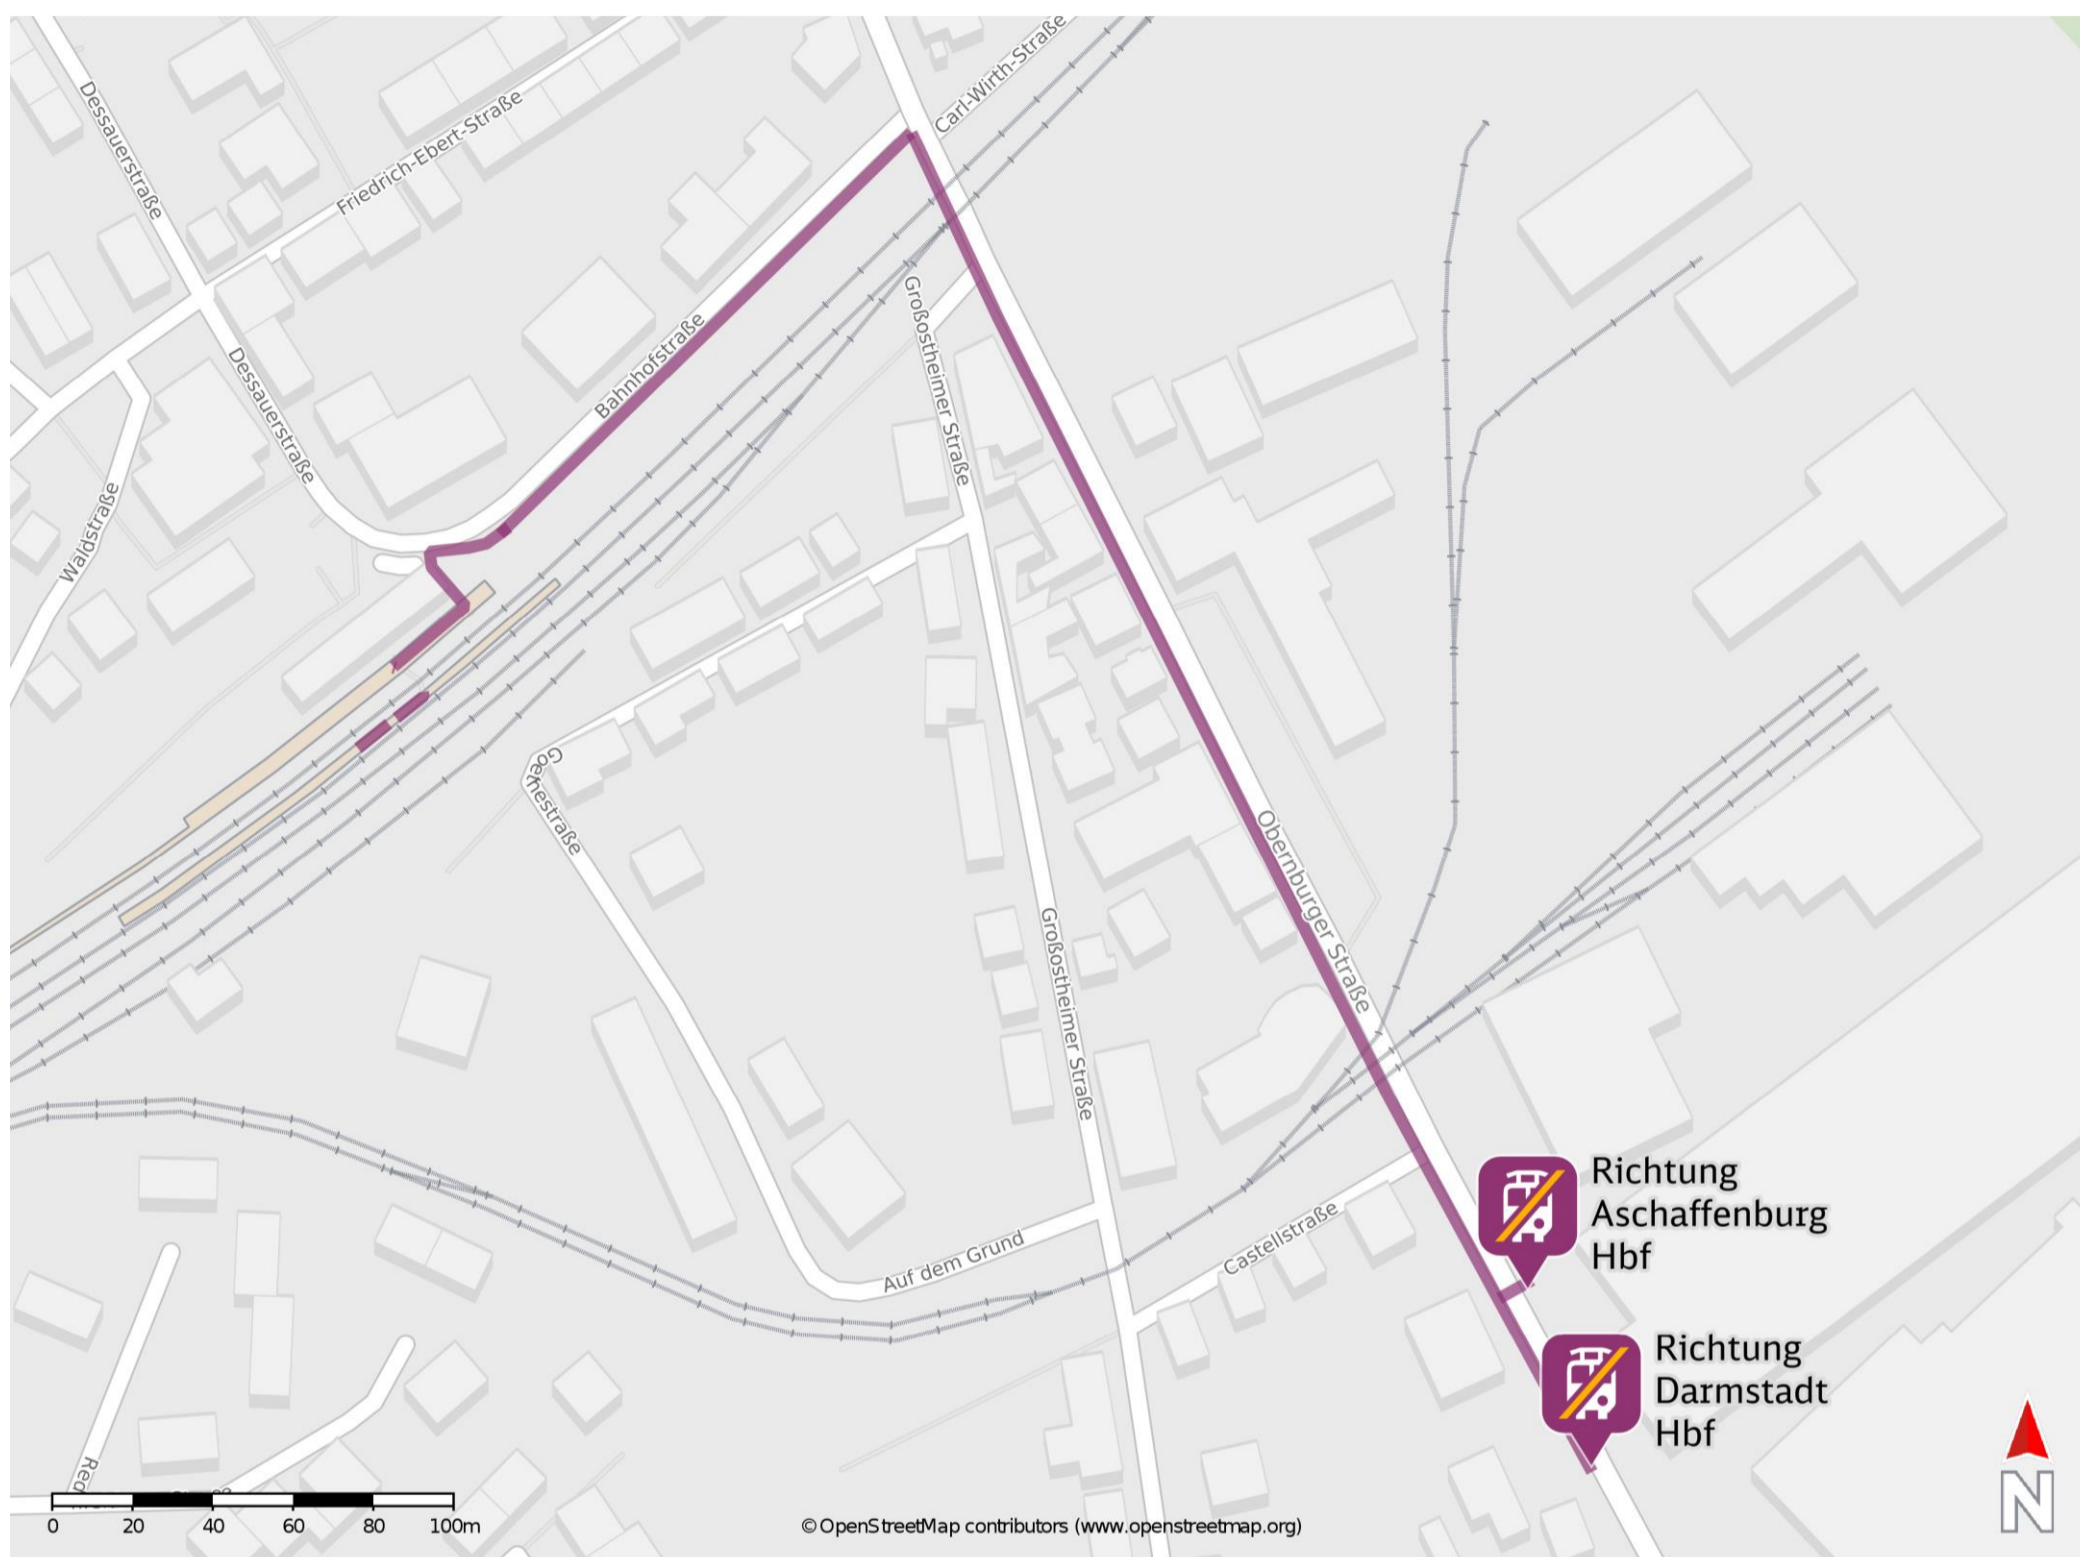 Carl-Wirth-Straße
Dessauerstraße
Friedrich-Ebert-Straße
Großostheimer Straße
Bahnhofstraße
Dessauerstraße
Waldstraße
Goethestraße
Obernburger Straße
Großostheimer Straße
Richtung
Aschaffenburg
Hbf
Castellstraße
Auf dem Grund
Richtung
Darmstadt
Hbf
N
0 20 40 60 80 100m
© OpenStreetMap contributors (www.openstreetmap.org)